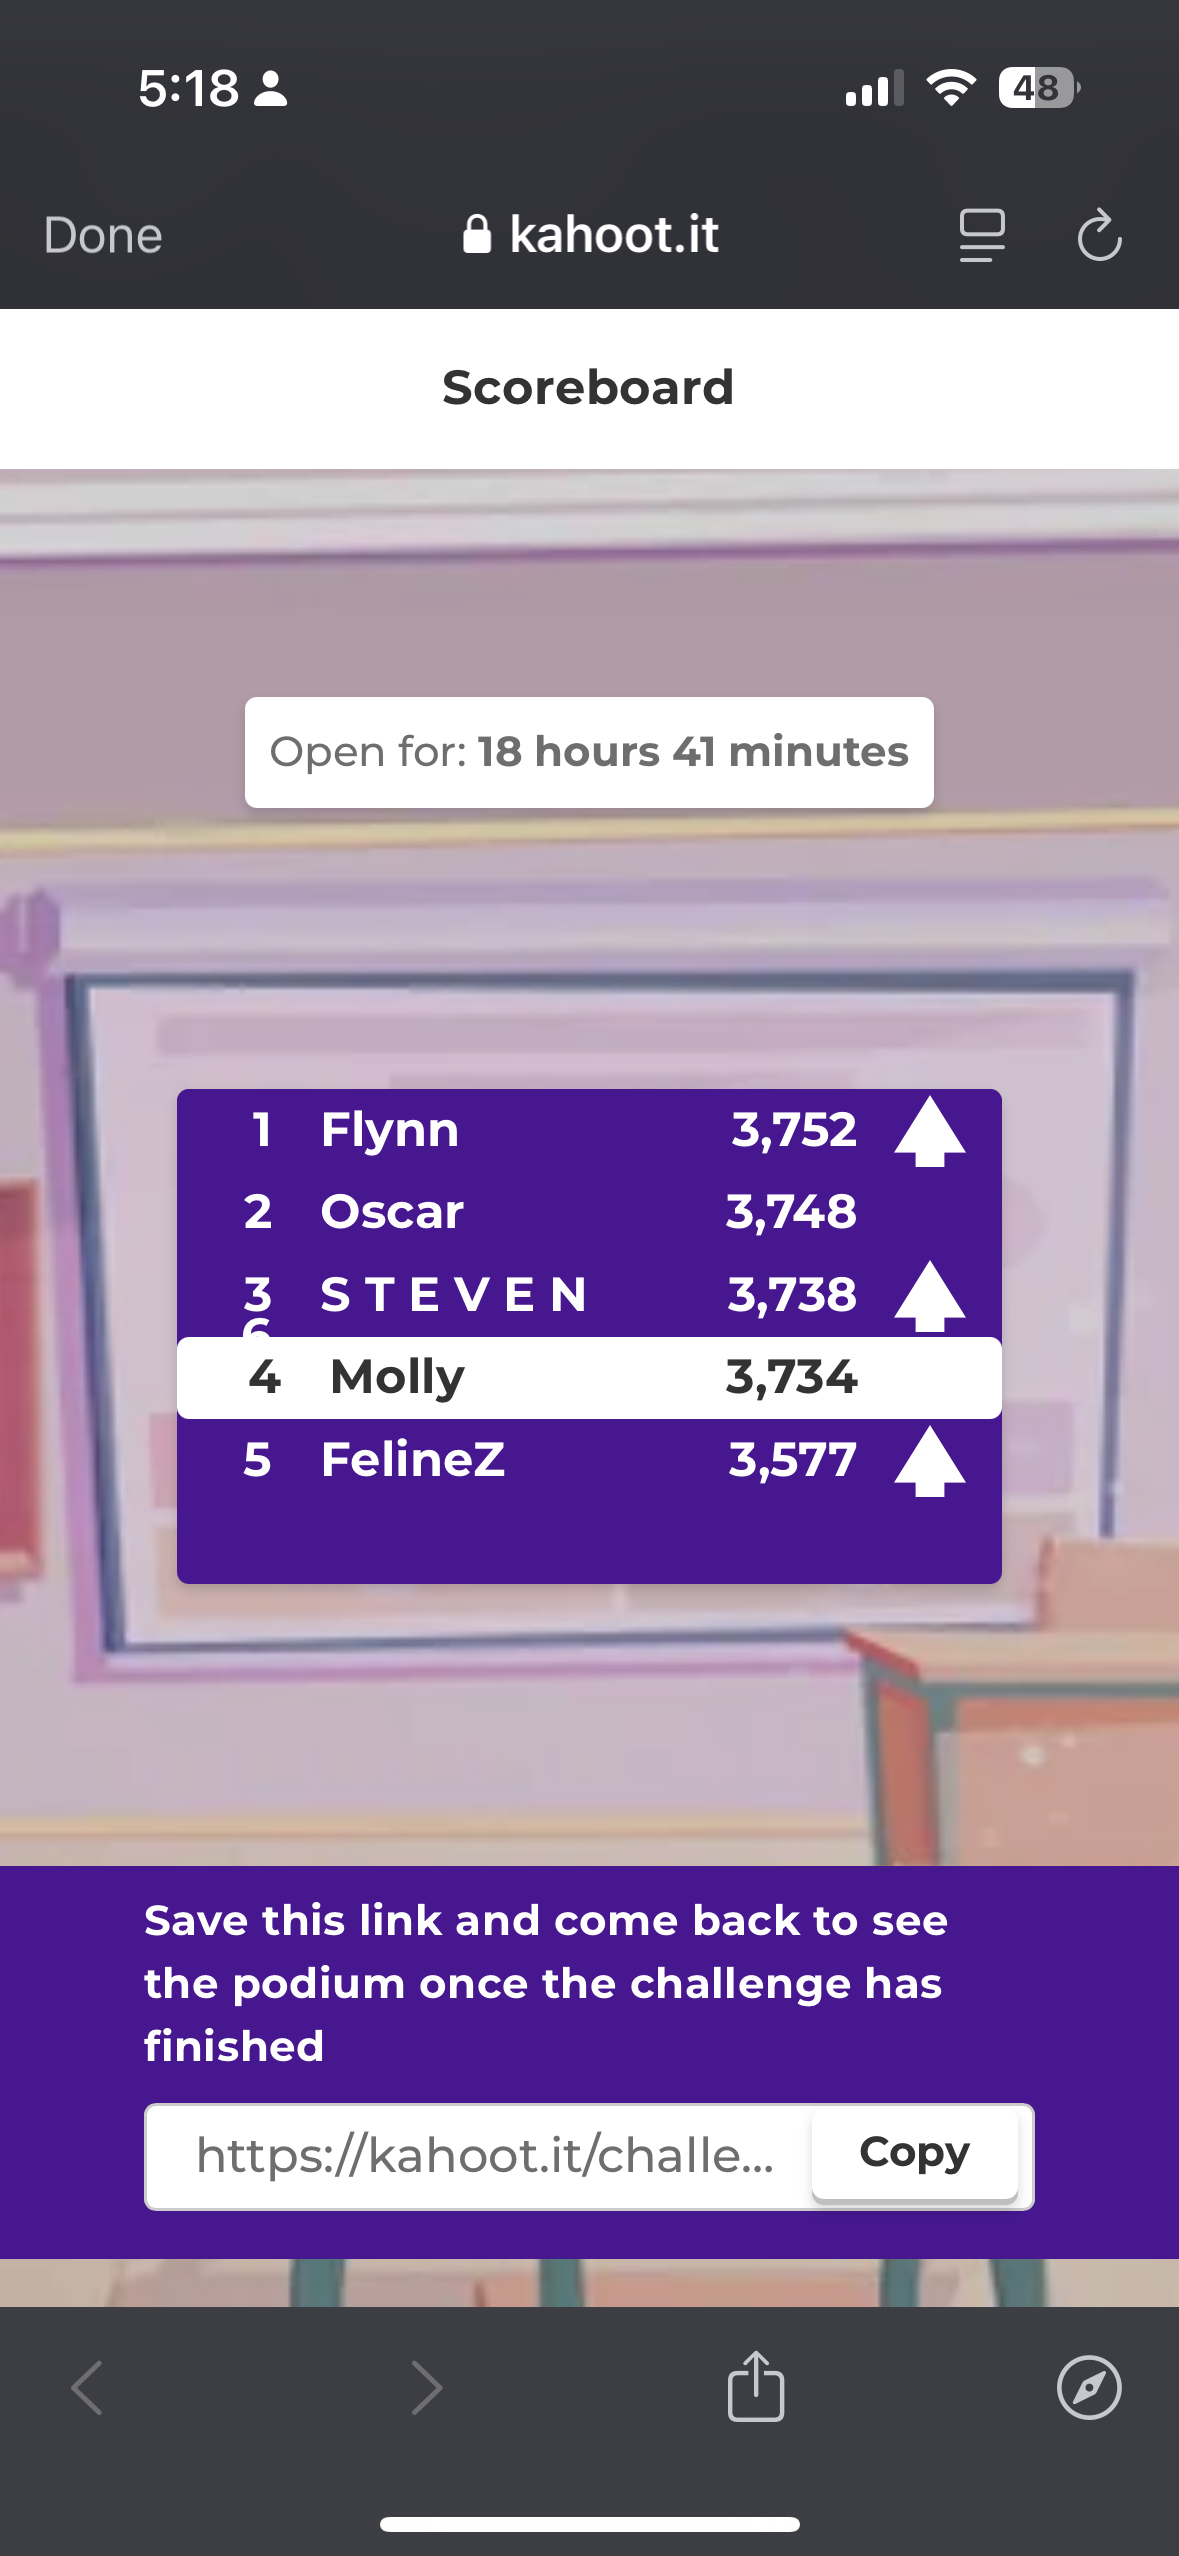 5:18
48
Done
kahoot.it
Scoreboard
Open for: 18 hours 41 minutes
1 Flynn 3,752
2 Oscar 3,748
3 S T E V E N 3,738
6
4 Molly 3,734
5 FelineZ 3,577
Save this link and come back to see
the podium once the challenge has
finished
https://kahoot.it/challe... Copy